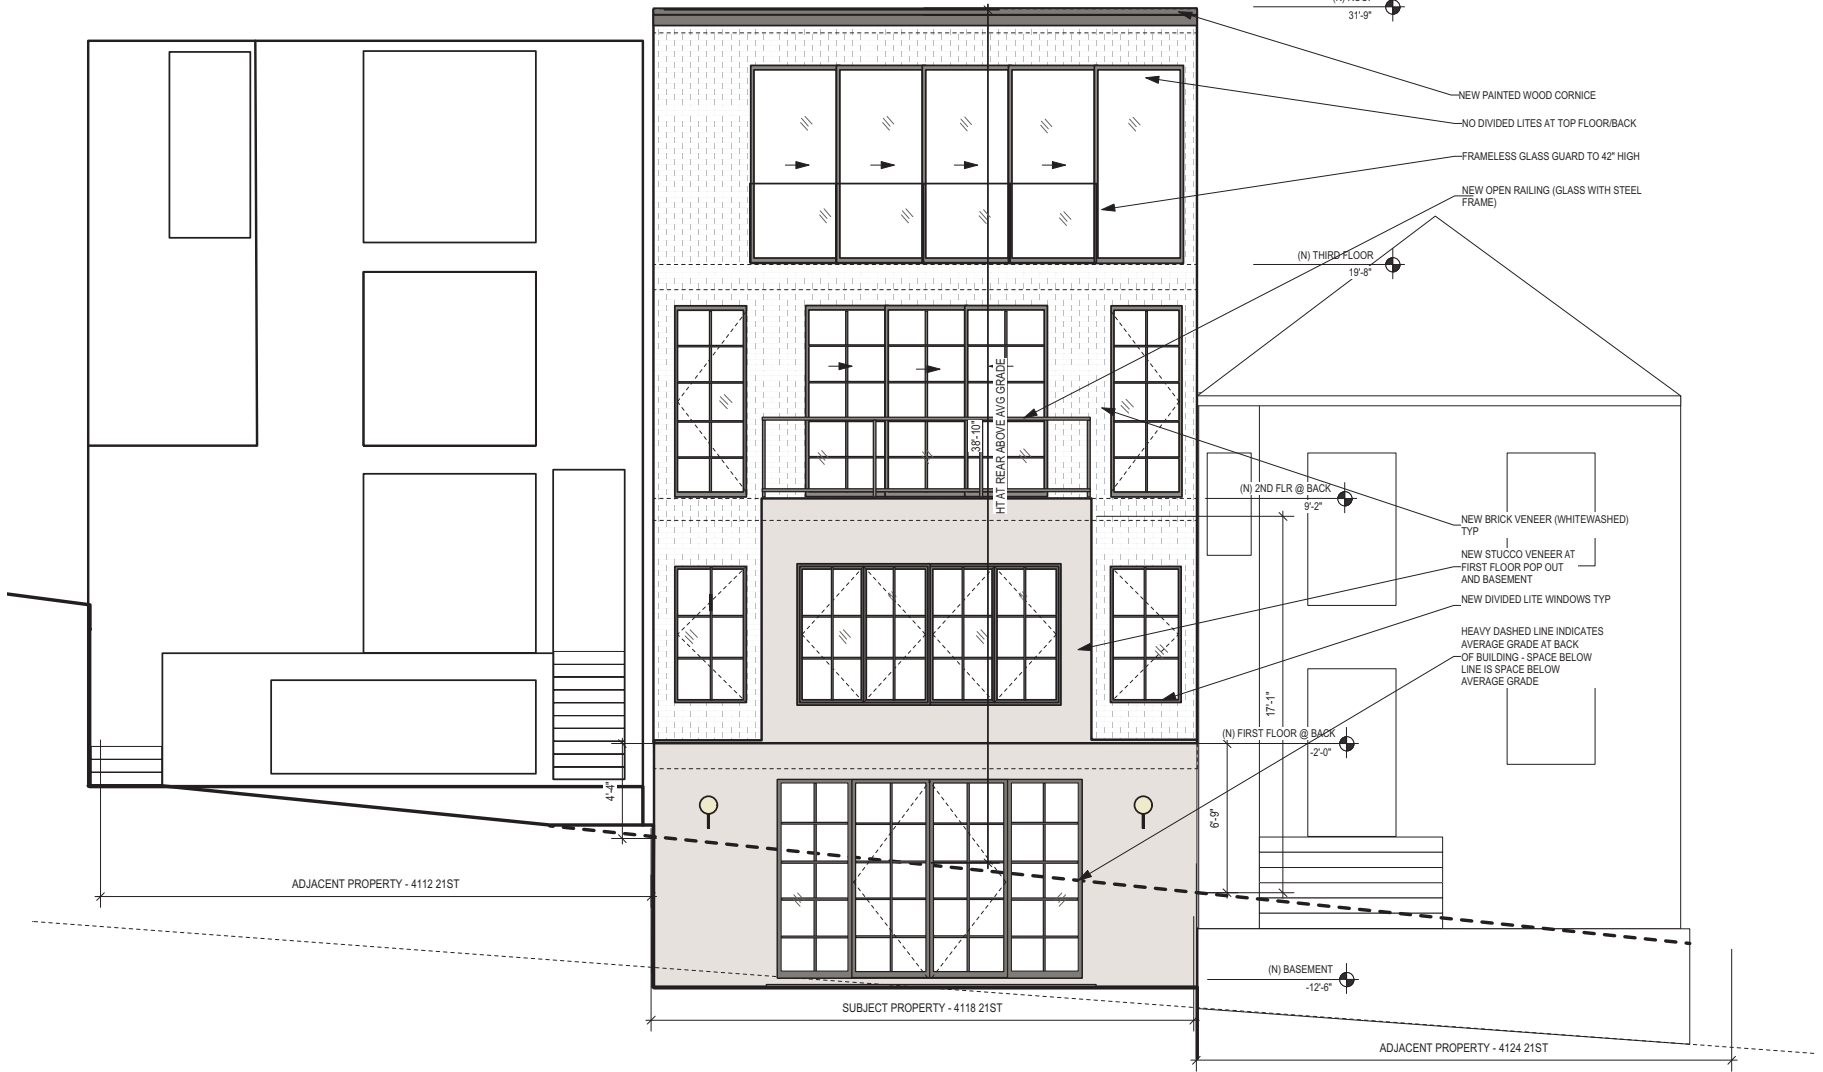 31'-9"
NEW PAINTED WOOD CORNICE
NO DIVIDED LITES AT TOP FLOOR/BACK
FRAMELESS GLASS GUARD TO 42" HIGH
NEW OPEN RAILING (GLASS WITH STEEL
FRAME)
(N) THIRD FLOOR
19'-8"
HT AT REAR ABOVE AVG GRADE
38'-10"
(N) 2ND FLR @ BACK
9'-2"
NEW BRICK VENEER (WHITEWASHED)
TYP
NEW STUCCO VENEER AT
FIRST FLOOR POP OUT
AND BASEMENT
NEW DIVIDED LITE WINDOWS TYP
HEAVY DASHED LINE INDICATES
AVERAGE GRADE AT BACK
OF BUILDING - SPACE BELOW
LINE IS SPACE BELOW
AVERAGE GRADE
17'-1"
(N) FIRST FLOOR @ BACK
-2'-0"
4'-4"
6'-9"
ADJACENT PROPERTY - 4112 21ST
(N) BASEMENT
-12'-6"
SUBJECT PROPERTY - 4118 21ST
ADJACENT PROPERTY - 4124 21ST